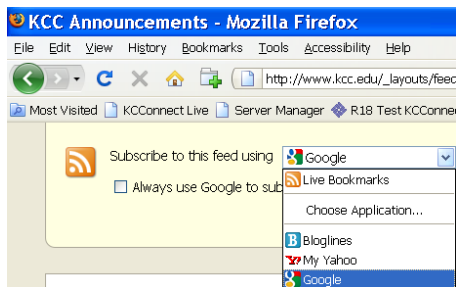 KCC Announcements - Mozilla Firefox
File Edit View History Bookmarks Tools Accessibility Help
http://www.kcc.edu/_layouts/feed
Most Visited KCConnect Live Server Manager R18 Test KCConne
Subscribe to this feed using Google
Always use Google to sub
Live Bookmarks
Choose Application...
Bloglines
My Yahoo
Google